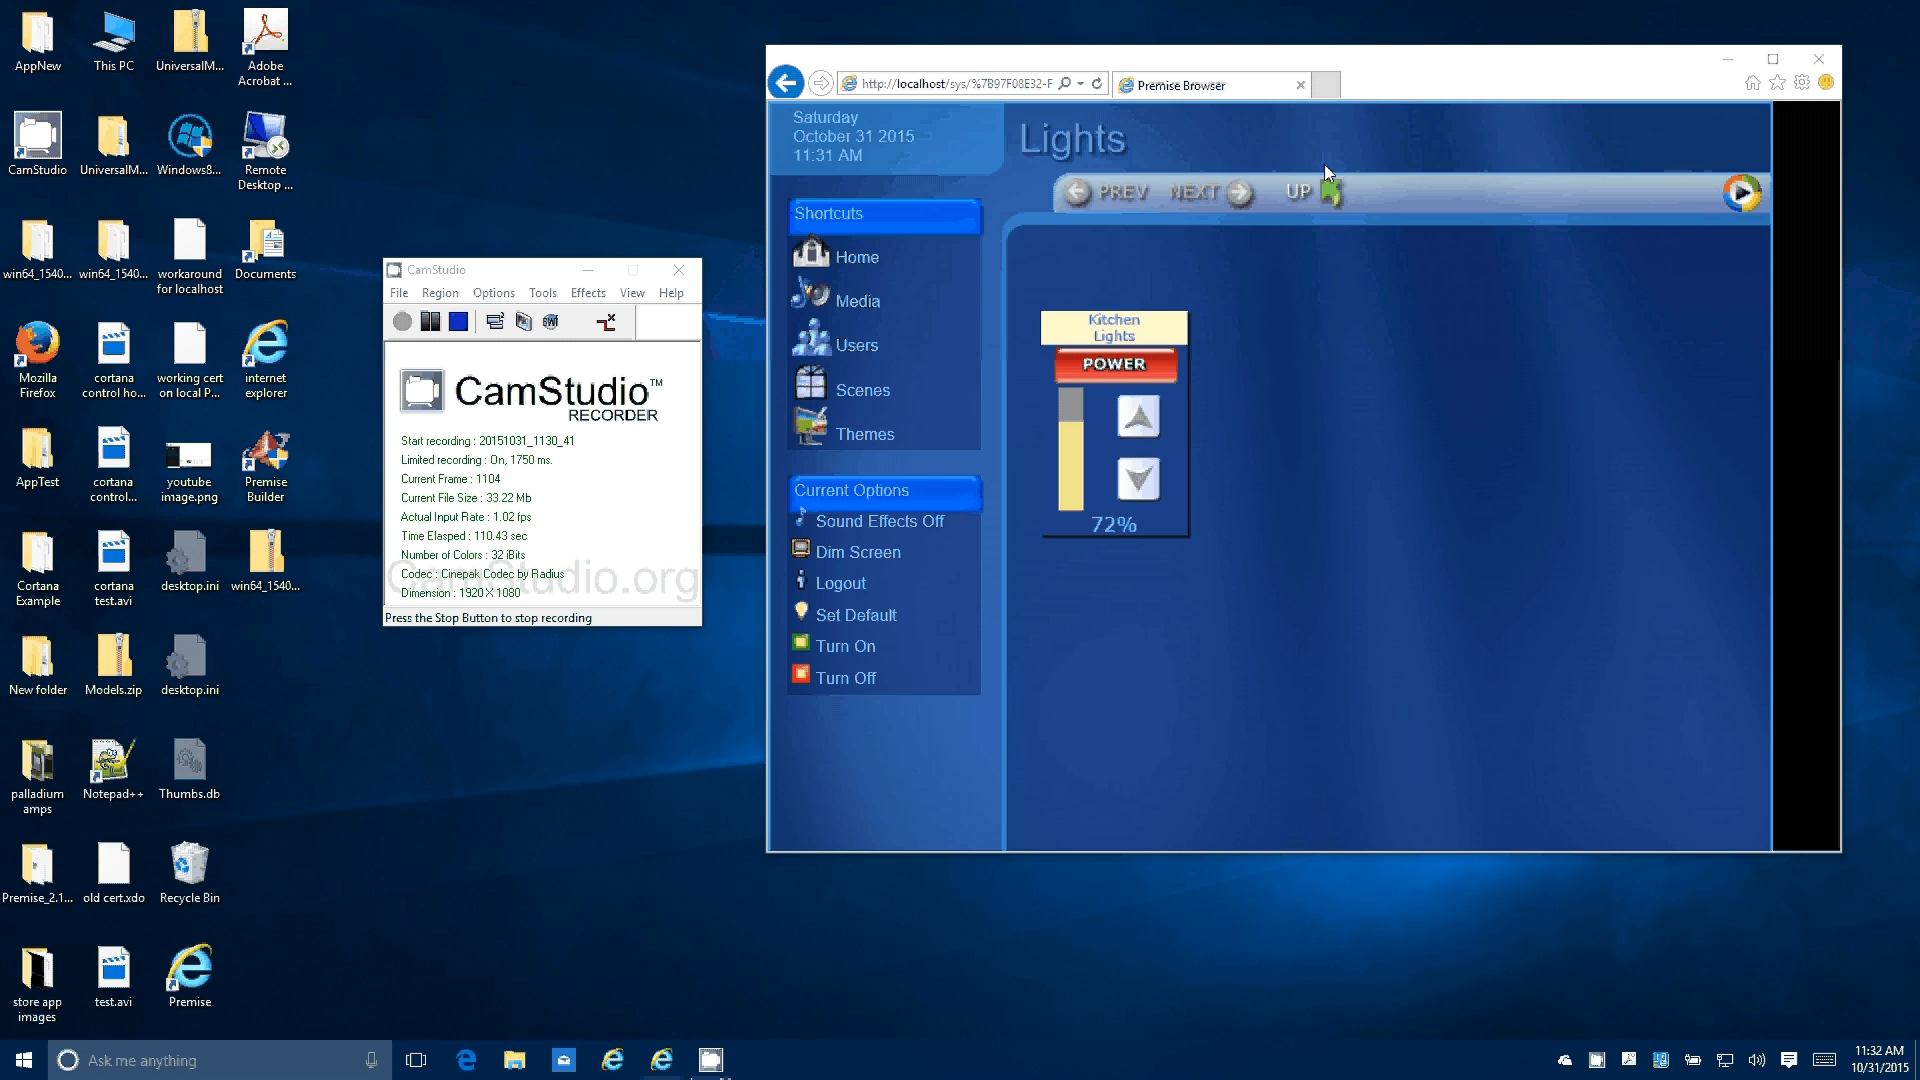 AppNew
This PC
UniversalM...
Adobe
Acrobat ...
CamStudio
UniversalM...
Windows8...
Remote
Desktop ...
win64_1540...
win64_1540...
workaround
for localhost
Documents
Mozilla
Firefox
cortana
control ho...
working cert
on local P...
internet
explorer
AppTest
cortana
control...
youtube
image.png
Premise
Builder
Cortana
Example
cortana
test.avi
desktop.ini
win64_1540...
New folder
Models.zip
desktop.ini
palladium
amps
Notepad++
Thumbs.db
Premise_2.1...
old cert.xdo
Recycle Bin
store app
images
test.avi
Premise
CamStudio
File Region Options Tools Effects View Help
CamStudio™
RECORDER
Start recording : 20151031_1130_41
Limited recording : On, 1750 ms.
Current Frame : 1104
Current File Size : 33.22 Mb
Actual Input Rate : 1.02 fps
Time Elasped : 110.43 sec
Number of Colors : 32 iBits
Codec : Cinepak Codec by Radius
Dimension : 1920 X 1080
CamStudio.org
Press the Stop Button to stop recording
http://localhost/sys/%7B97F08E32-F
Premise Browser
Saturday
October 31 2015
11:31 AM
Lights
PREV NEXT UP
Shortcuts
Home
Media
Users
Scenes
Themes
Current Options
Sound Effects Off
Dim Screen
Logout
Set Default
Turn On
Turn Off
Kitchen
Lights
POWER
72%
Ask me anything
11:32 AM
10/31/2015